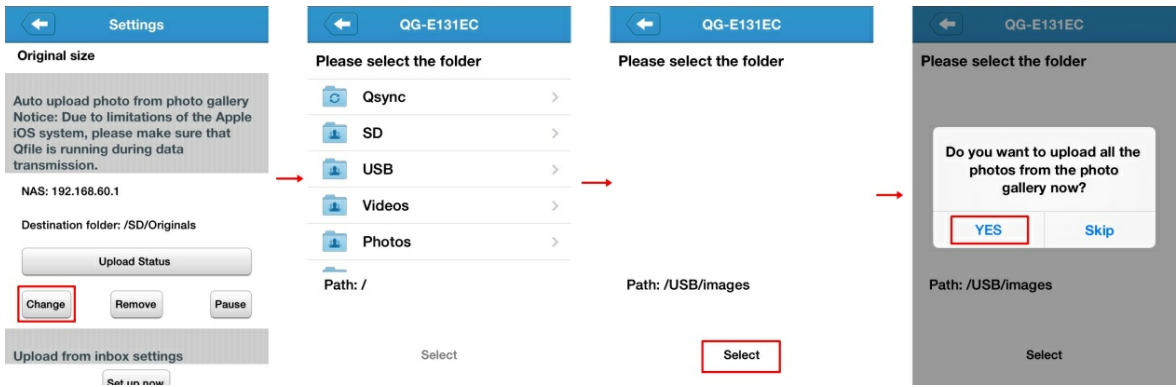 Settings
Original size
Auto upload photo from photo gallery
Notice: Due to limitations of the Apple
iOS system, please make sure that
Qfile is running during data
transmission.
NAS: 192.168.60.1
Destination folder: /SD/Originals
Upload Status
Change
Remove
Pause
Upload from inbox settings
Set up now
QG-E131EC
Please select the folder
Qsync
SD
USB
Videos
Photos
Path: /
Select
QG-E131EC
Please select the folder
Path: /USB/images
Select
QG-E131EC
Please select the folder
Do you want to upload all the
photos from the photo
gallery now?
YES
Skip
Path: /USB/images
Select